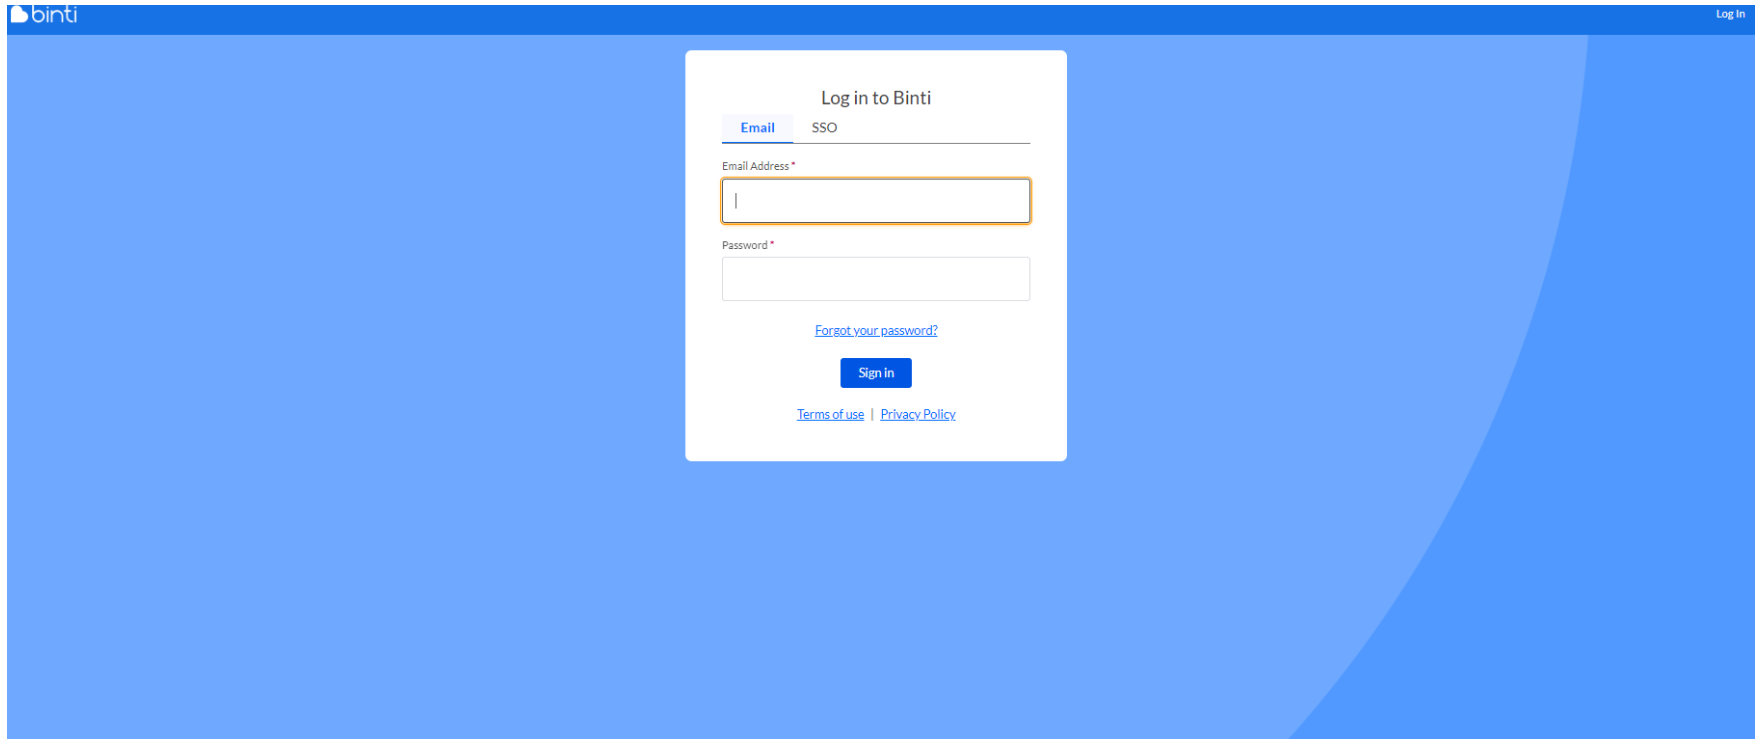 binti
Log In
Log in to Binti
Email SSO
Email Address *
Password *
Forgot your password?
Sign in
Terms of use | Privacy Policy